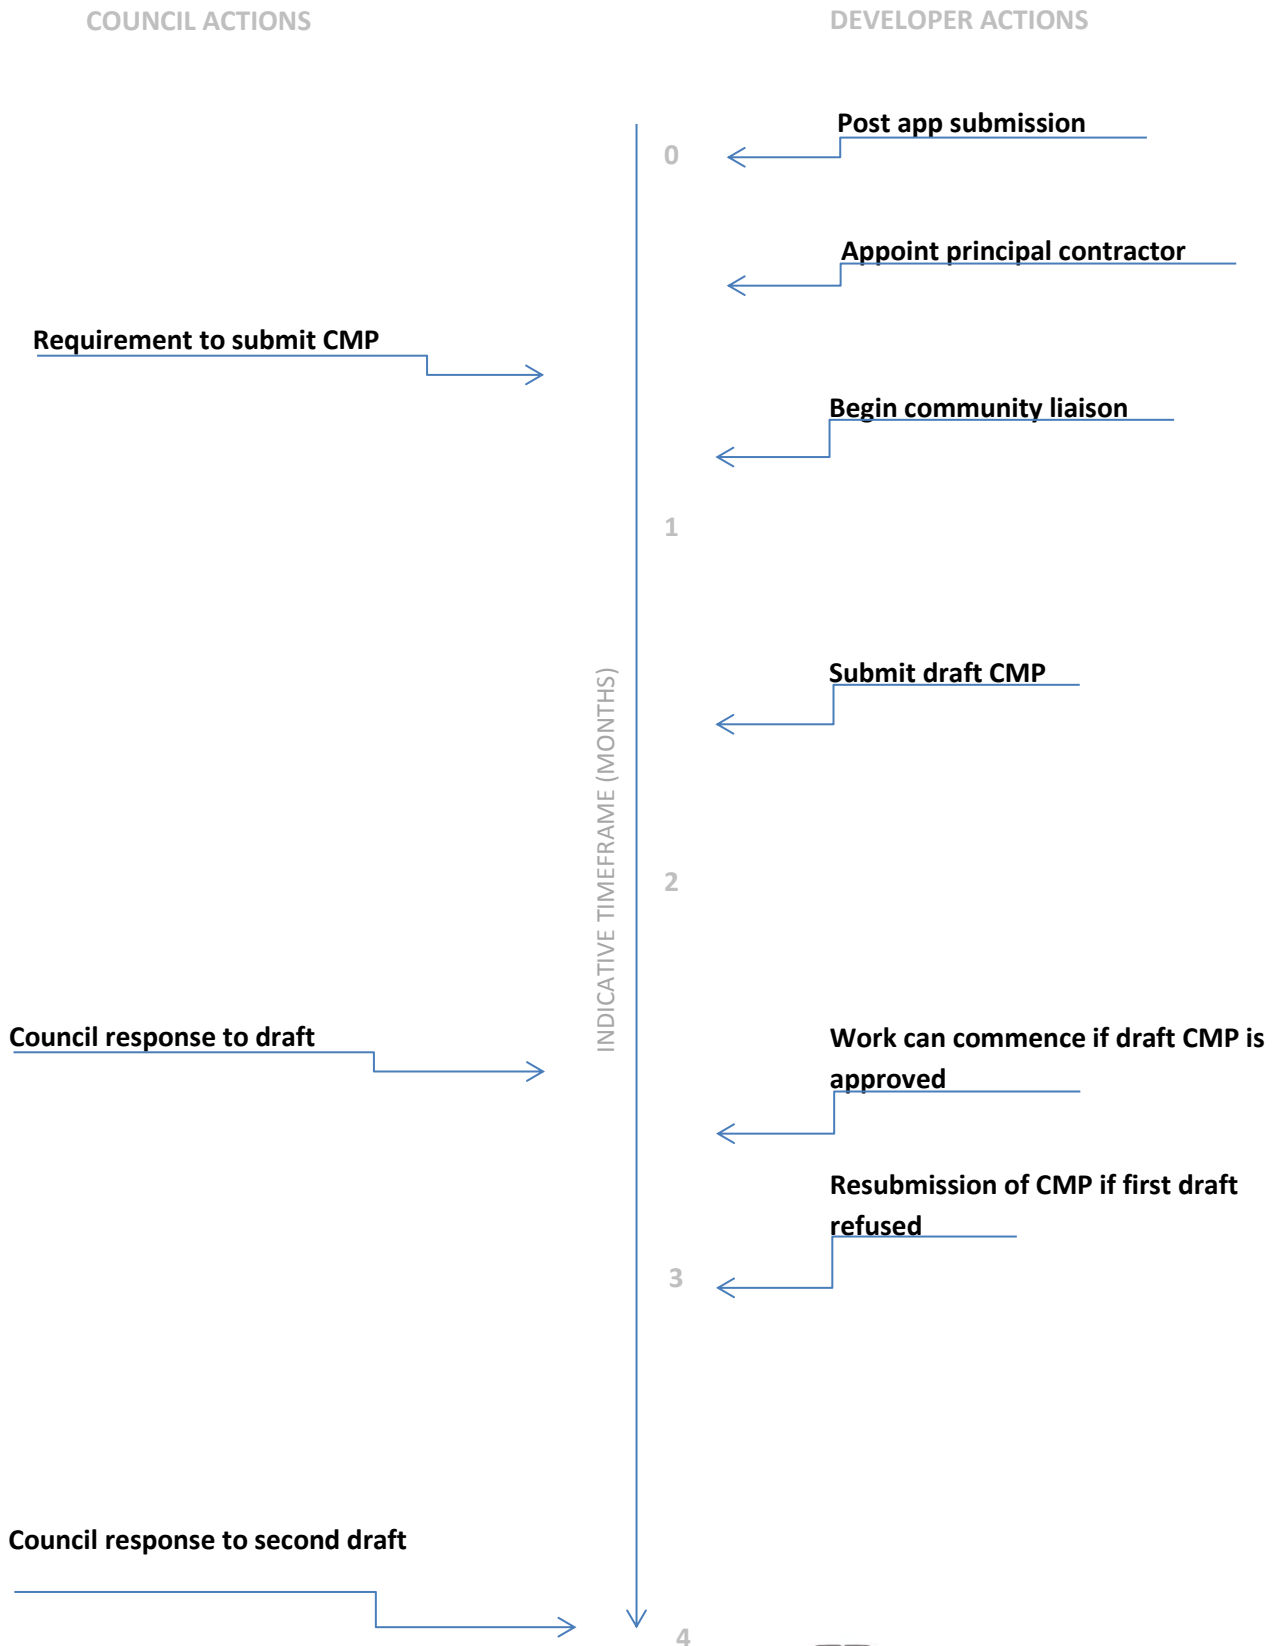 COUNCIL ACTIONS
DEVELOPER ACTIONS
Post app submission
0
Appoint principal contractor
Requirement to submit CMP
Begin community liaison
1
Submit draft CMP
INDICATIVE TIMEFRAME (MONTHS)
2
Council response to draft
Work can commence if draft CMP is
approved
Resubmission of CMP if first draft
refused
3
Council response to second draft
4